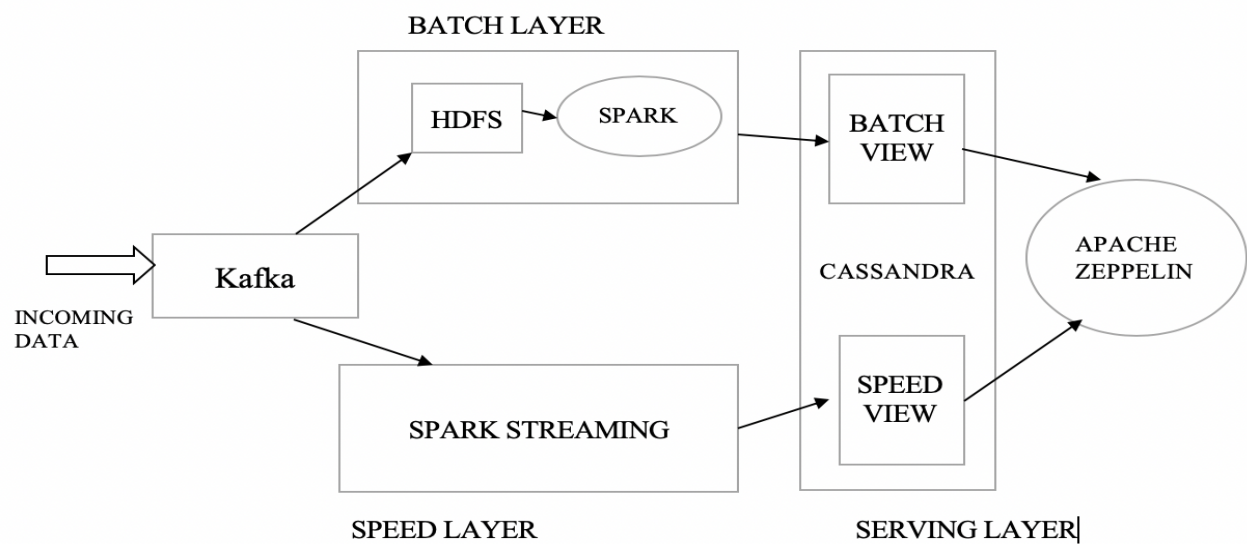 BATCH LAYER
HDFS
SPARK
BATCH
VIEW
Kafka
INCOMING
DATA
CASSANDRA
APACHE
ZEPPELIN
SPARK STREAMING
SPEED
VIEW
SPEED LAYER
SERVING LAYER